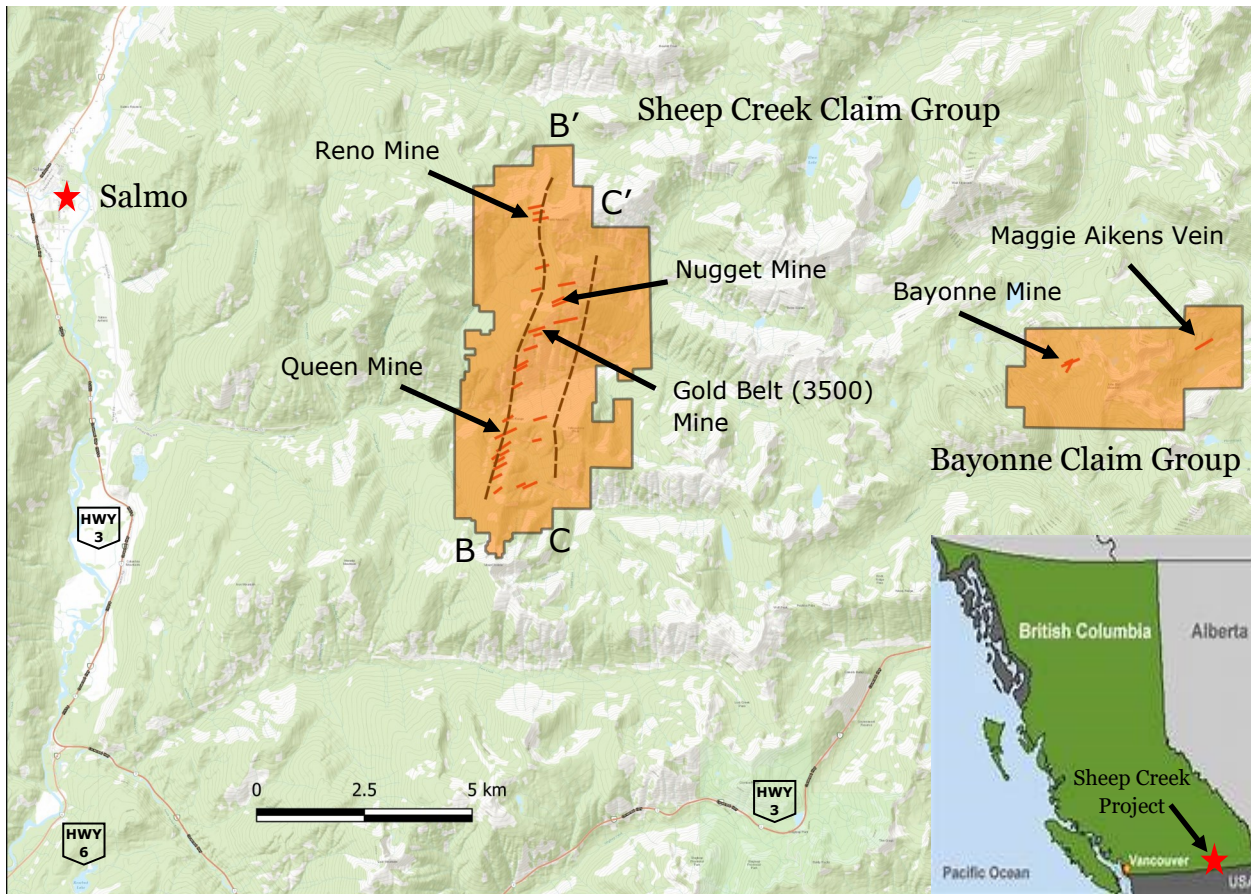 Sheep Creek Claim Group
B’
Reno Mine
C’
Salmo
Maggie Aikens Vein
Nugget Mine
Bayonne Mine
Queen Mine
Gold Belt (3500)
Mine
Bayonne Claim Group
HWY
3
B
C
British Columbia
Alberta
0
2.5
5 km
HWY
3
Sheep Creek
Project
HWY
6
Vancouver
Pacific Ocean
USA